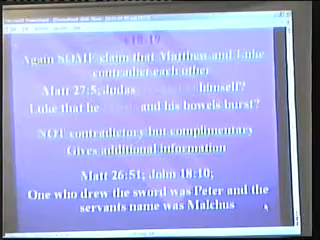 v18-19
Again SOME claim that Matthew and Luke
contradict each other
Matt 27:5, Judas himself?
Luke that he and his bowels burst?
NOT contradictory but complimentary
Gives additional information
Matt 26:51; John 18:10;
One who drew the sword was Peter and the
servants name was Malchus